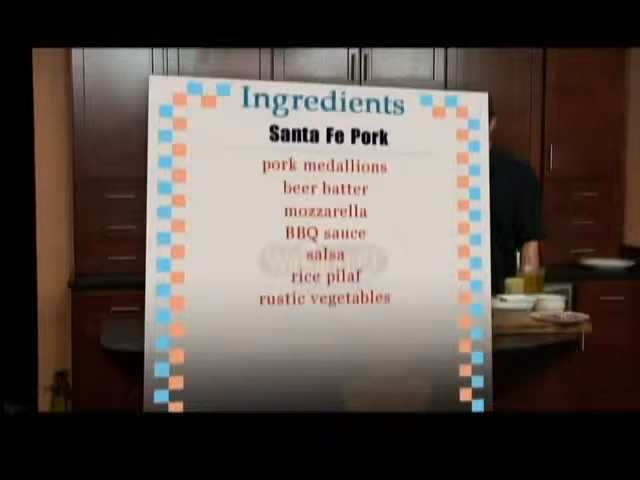 Ingredients
Santa Fe Pork
pork medallions
beer batter
mozzarella
BBQ sauce
salsa
rice pilaf
rustic vegetables